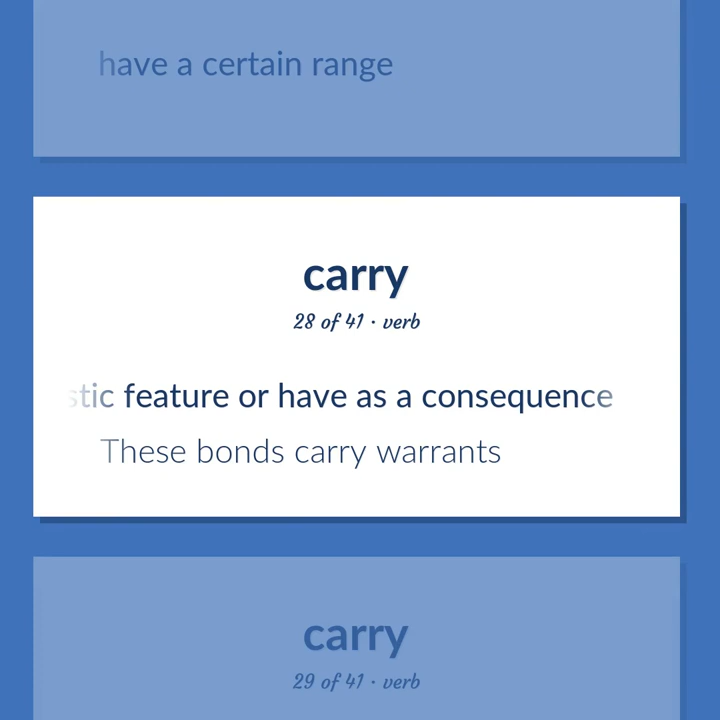 have a certain range
carry
28 of 41 · verb
stic feature or have as a consequence
These bonds carry warrants
carry
29 of 41 · verb